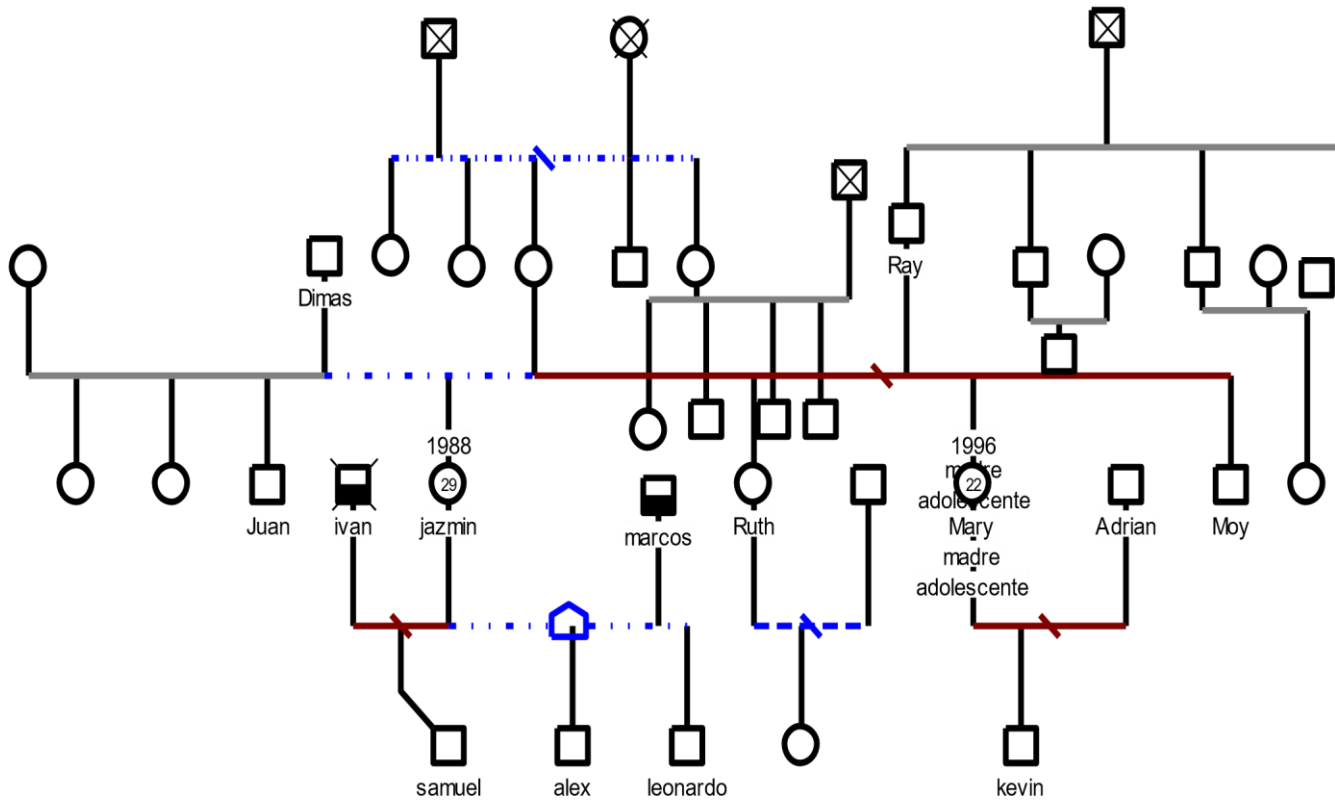 Ray
Dimas
1988
1996
madre
29
22
adolescente
Juan
ivan
jazmin
marcos
Ruth
Mary
Adrian
Moy
madre
adolescente
samuel
alex
leonardo
kevin